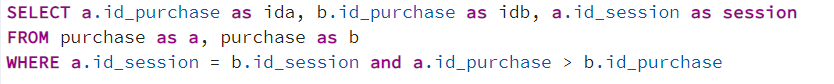 SELECT a.id_purchase as ida, b.id_purchase as idb, a.id_session as session
FROM purchase as a, purchase as b
WHERE a.id_session = b.id_session and a.id_purchase > b.id_purchase